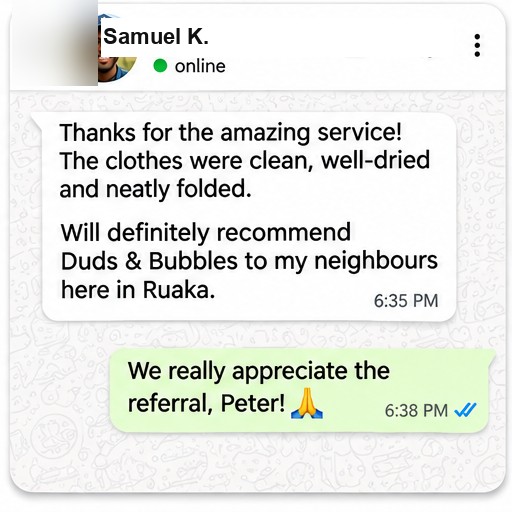 Samuel K.
online
Thanks for the amazing service!
The clothes were clean, well-dried
and neatly folded.
Will definitely recommend
Duds & Bubbles to my neighbours
here in Ruaka.
6:35 PM
We really appreciate the
referral, Peter! 🙏
6:38 PM